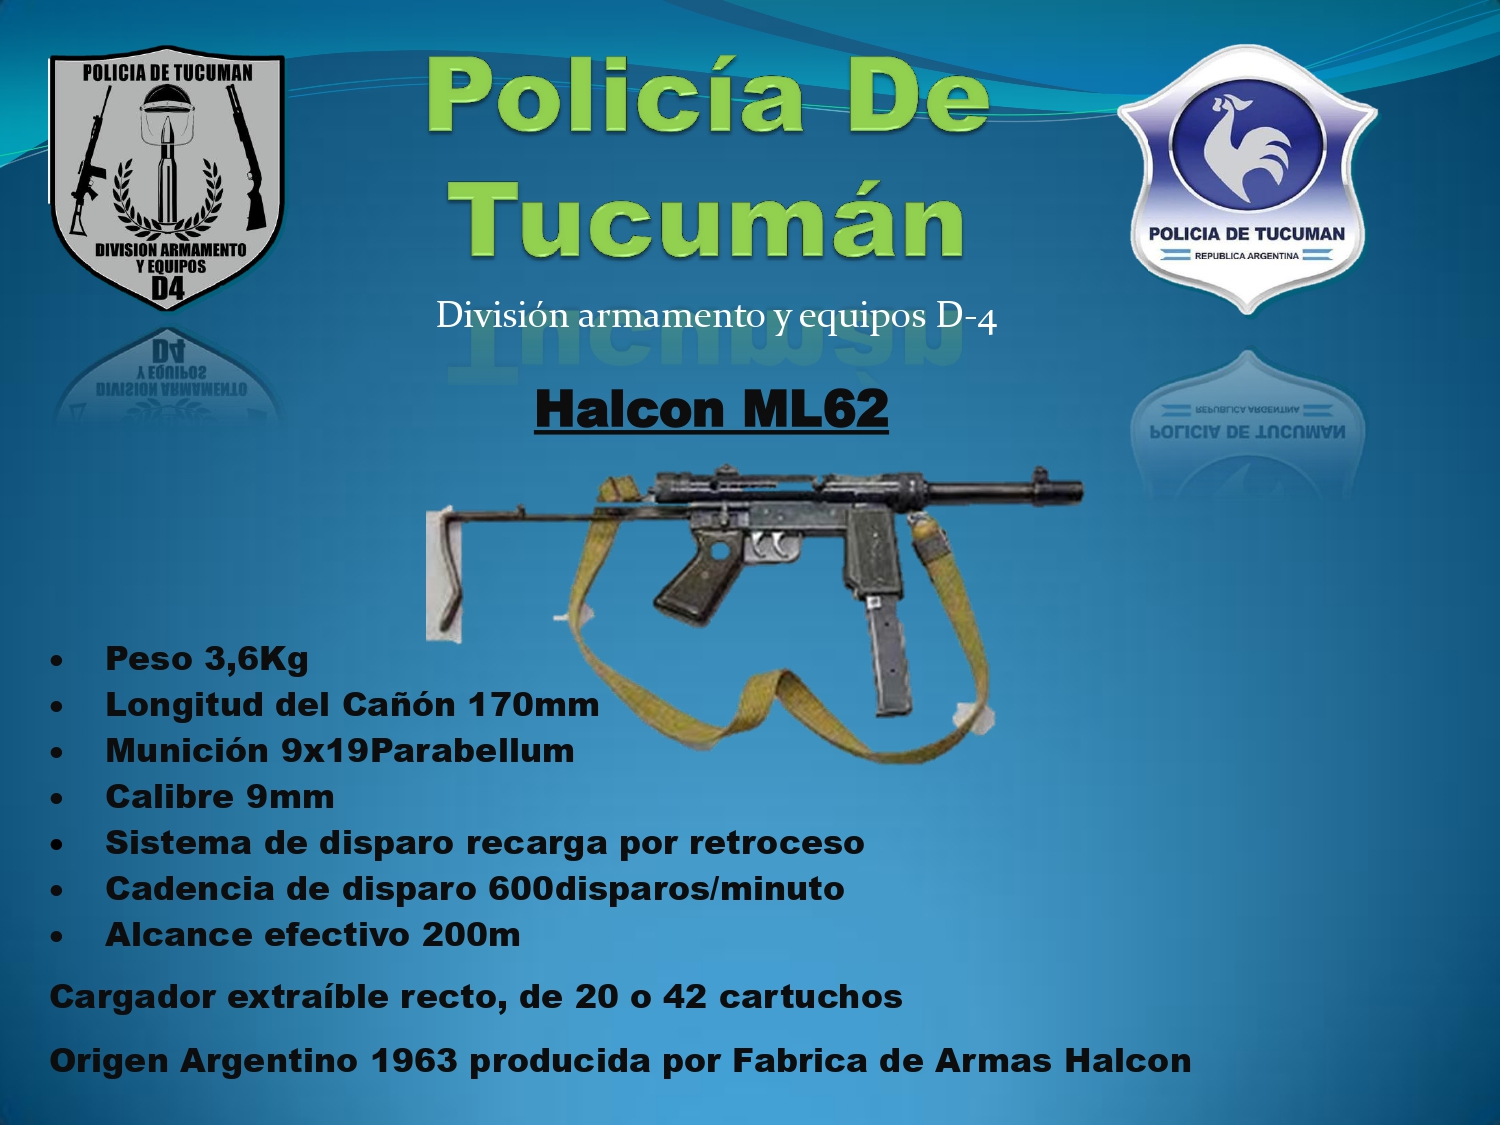 POLICIA DE TUCUMAN
DIVISION ARMAMENTO
Y EQUIPOS
D4
Policía De
Tucumán
División armamento y equipos D-4
POLICIA DE TUCUMAN
REPUBLICA ARGENTINA
Halcon ML62
• Peso 3,6Kg
• Longitud del Cañón 170mm
• Munición 9x19Parabellum
• Calibre 9mm
• Sistema de disparo recarga por retroceso
• Cadencia de disparo 600disparos/minuto
• Alcance efectivo 200m
Cargador extraíble recto, de 20 o 42 cartuchos
Origen Argentino 1963 producida por Fabrica de Armas Halcon